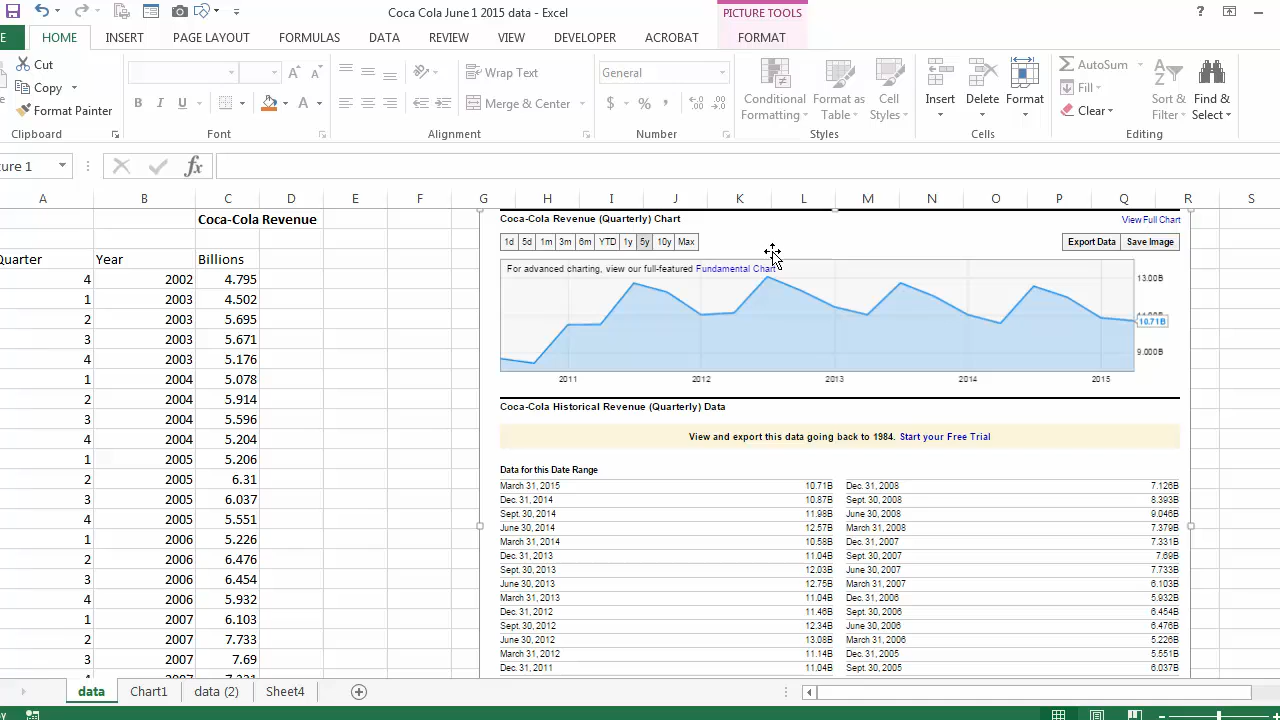 Coca Cola June 1 2015 data - Excel
PICTURE TOOLS
?
HOME INSERT PAGE LAYOUT FORMULAS DATA REVIEW VIEW DEVELOPER ACROBAT FORMAT
Cut
Copy
Format Painter
Clipboard
B I U
A A
A
Font
Wrap Text
Merge & Center
Alignment
General
$ % ,
Number
Conditional Formatting
Format as Table
Cell Styles
Styles
Insert
Delete
Format
Cells
AutoSum
Fill
Clear
Sort & Filter
Find & Select
Editing
ure 1 fx
A B C D E F G H I J K L M N O P Q R S
Coca-Cola Revenue
Quarter Year Billions
4 2002 4.795
1 2003 4.502
2 2003 5.695
3 2003 5.671
4 2003 5.176
1 2004 5.078
2 2004 5.914
3 2004 5.596
4 2004 5.204
1 2005 5.206
2 2005 6.31
3 2005 6.037
4 2005 5.551
1 2006 5.226
2 2006 6.476
3 2006 6.454
4 2006 5.932
1 2007 6.103
2 2007 7.733
3 2007 7.69
Coca-Cola Revenue (Quarterly) Chart View Full Chart
1d 5d 1m 3m 6m YTD 1y 5y 10y Max Export Data Save Image
For advanced charting, view our full-featured Fundamental Chart
13.00B
10.71B
9.000B
2011 2012 2013 2014 2015
Coca-Cola Historical Revenue (Quarterly) Data
View and export this data going back to 1984. Start your Free Trial
Data for this Date Range
March 31, 2015 10.71B Dec. 31, 2008 7.126B
Dec. 31, 2014 10.87B Sept. 30, 2008 8.393B
Sept. 30, 2014 11.98B June 30, 2008 9.046B
June 30, 2014 12.57B March 31, 2008 7.379B
March 31, 2014 10.58B Dec. 31, 2007 7.331B
Dec. 31, 2013 11.04B Sept. 30, 2007 7.69B
Sept. 30, 2013 12.03B June 30, 2007 7.733B
June 30, 2013 12.75B March 31, 2007 6.103B
March 31, 2013 11.04B Dec. 31, 2006 5.932B
Dec. 31, 2012 11.46B Sept. 30, 2006 6.454B
Sept. 30, 2012 12.34B June 30, 2006 6.476B
June 30, 2012 13.08B March 31, 2006 5.226B
March 31, 2012 11.14B Dec. 31, 2005 5.551B
Dec. 31, 2011 11.04B Sept. 30, 2005 6.037B
data Chart1 data (2) Sheet4